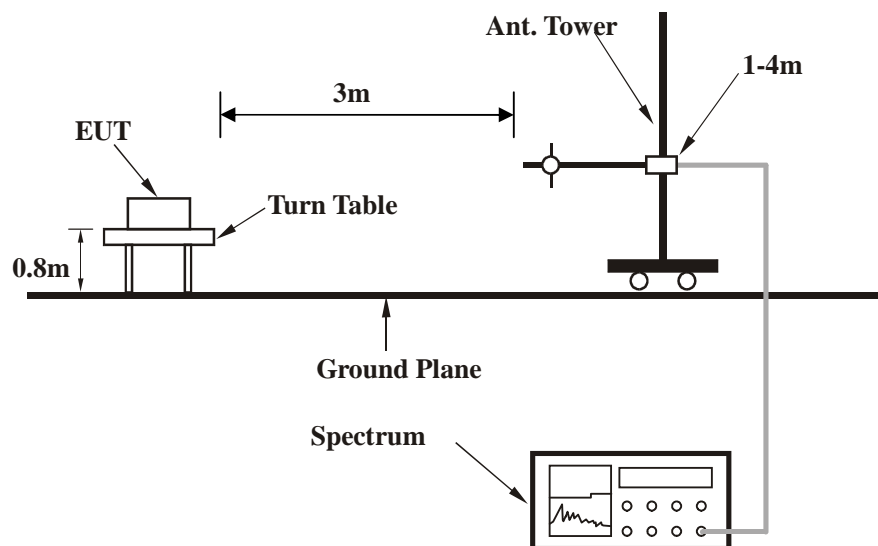 Ant. Tower
1-4m
3m
EUT
Turn Table
0.8m
Ground Plane
Spectrum